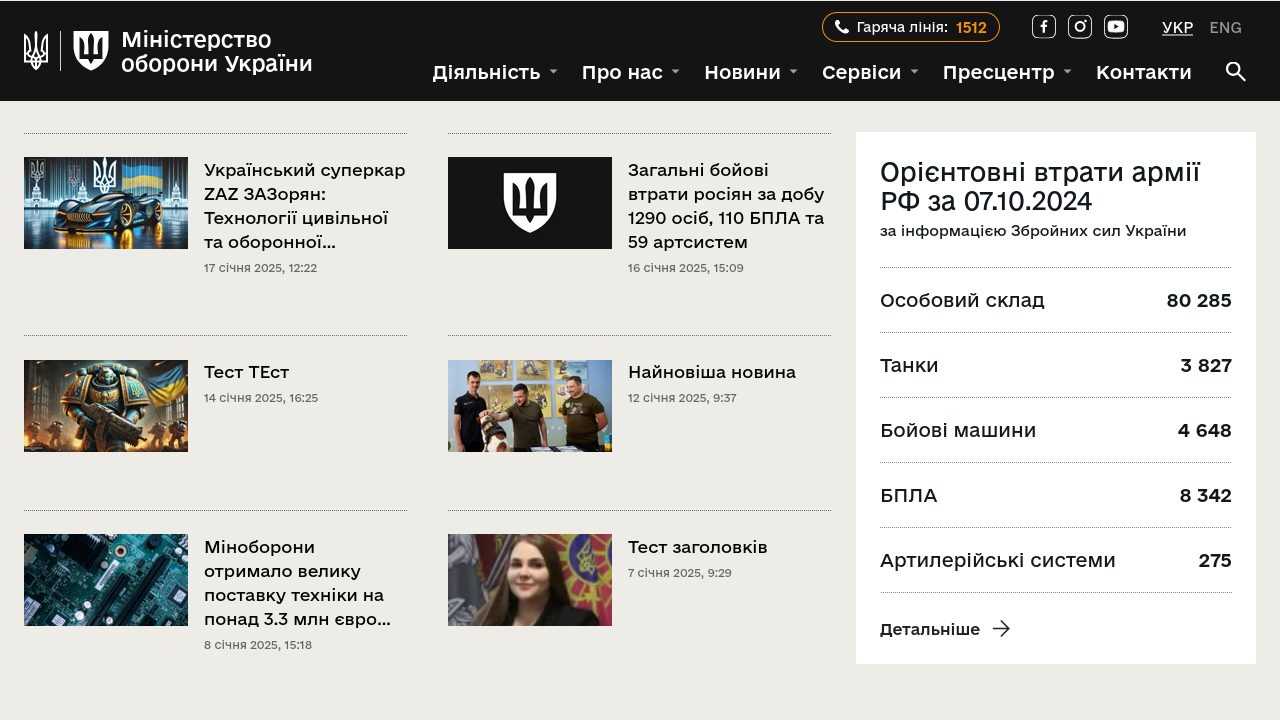 Міністерство
оборони України
Гаряча лінія: 1512
УКР ENG
Діяльність Про нас Новини Сервіси Пресцентр Контакти
Український суперкар
ZAZ ЗАЗорян:
Технології цивільної
та оборонної...
17 січня 2025, 12:22
Загальні бойові
втрати росіян за добу
1290 осіб, 110 БПЛА та
59 артсистем
16 січня 2025, 15:09
Тест ТЕст
14 січня 2025, 16:25
Найновіша новина
12 січня 2025, 9:37
Міноборони
отримало велику
поставку техніки на
понад 3.3 млн євро...
8 січня 2025, 15:18
Тест заголовків
7 січня 2025, 9:29
Орієнтовні втрати армії
РФ за 07.10.2024
за інформацією Збройних сил України
Особовий склад 80 285
Танки 3 827
Бойові машини 4 648
БПЛА 8 342
Артилерійські системи 275
Детальніше